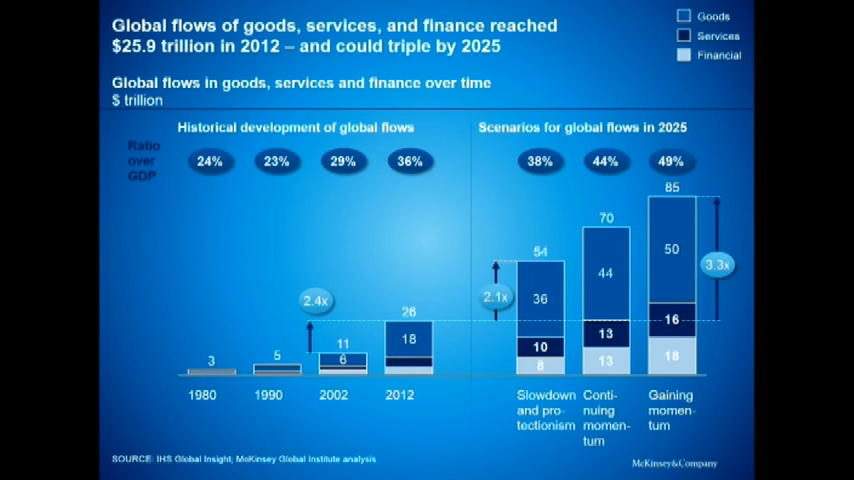 Global flows of goods, services, and finance reached
$25.9 trillion in 2012 – and could triple by 2025
Goods
Services
Financial
Global flows in goods, services and finance over time
$ trillion
Historical development of global flows
Scenarios for global flows in 2025
Ratio
over
GDP
24%
23%
29%
36%
38%
44%
49%
85
70
54
50
3.3x
44
2.1x
36
2.4x
26
16
18
13
11
10
6
3
5
8
13
18
1980
1990
2002
2012
Slowdown
and pro-
tectionism
Conti-
nuing
momen-
tum
Gaining
momen-
tum
SOURCE: IHS Global Insight; McKinsey Global Institute analysis
McKinsey&Company